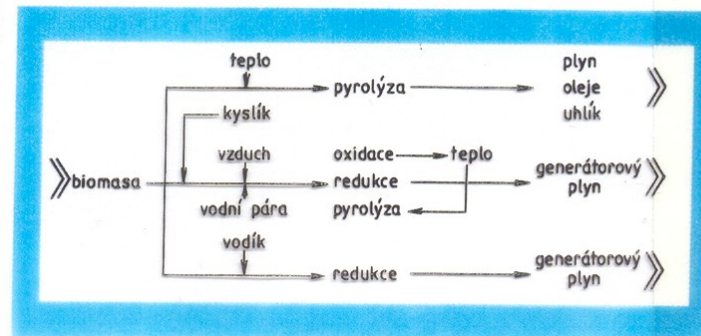 teplo
pyrolýza
plyn
oleje
uhlík
kyslík
vzduch
oxidace
teplo
biomasa
redukce
generátorový
plyn
vodní pára
pyrolýza
vodík
redukce
generátorový
plyn